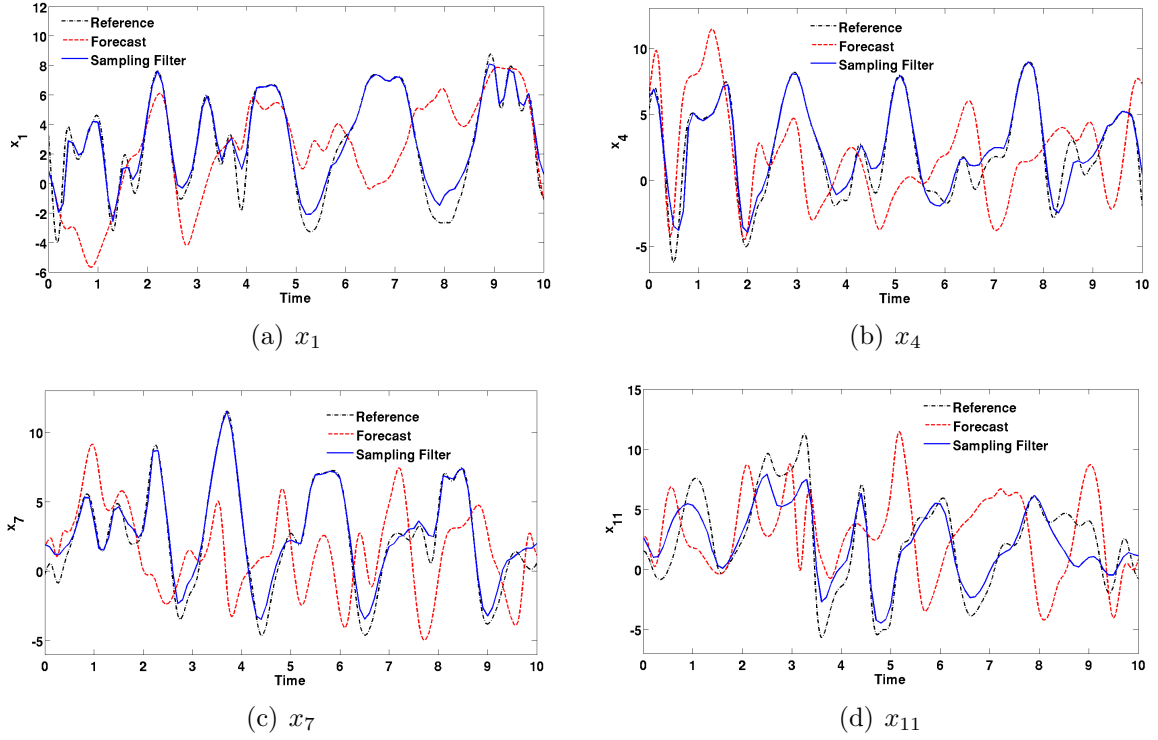 12
10
8
6
4
2
0
-2
-4
-6
x1
Reference
Forecast
Sampling Filter
0 1 2 3 4 5 6 7 8 9 10
Time
(a) x1
10
5
0
-5
x4
Reference
Forecast
Sampling Filter
0 1 2 3 4 5 6 7 8 9 10
Time
(b) x4
10
5
0
-5
x7
Reference
Forecast
Sampling Filter
0 1 2 3 4 5 6 7 8 9 10
Time
(c) x7
15
10
5
0
-5
x11
Reference
Forecast
Sampling Filter
0 1 2 3 4 5 6 7 8 9 10
Time
(d) x11